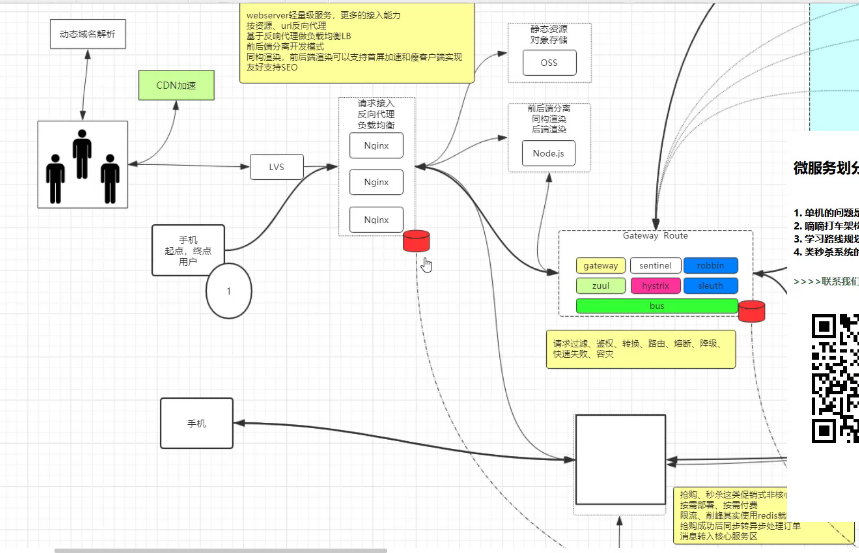 动态域名解析
CDN加速
webserver轻量级服务，更多的接入能力
按资源、url反向代理
基于反响代理做负载均衡LB
前后端分离开发模式
同构渲染，前后端渲染可以支持首屏加速和瘦客户端实现
友好支持SEO
静态资源
对象存储
OSS
请求接入
反向代理
负载均衡
Nginx
Nginx
Nginx
前后端分离
同构渲染
后端渲染
Node.js
LVS
手机
起点，终点
用户
1
Gateway Route
gateway
sentinel
robbin
zuul
hystrix
sleuth
bus
请求过滤、鉴权、转换、路由、熔断、降级、
快速失败、容灾
微服务划分
1. 单机的问题是
2. 嘀嘀打车架构
3. 学习路线规划
4. 类秒杀系统的
>>>>联系我们
手机
抢购、秒杀这类促销式非核心
按需部署、按需付费
限流、削峰其实使用redis就
抢购成功后同步转异步处理订单
消息转入核心服务区